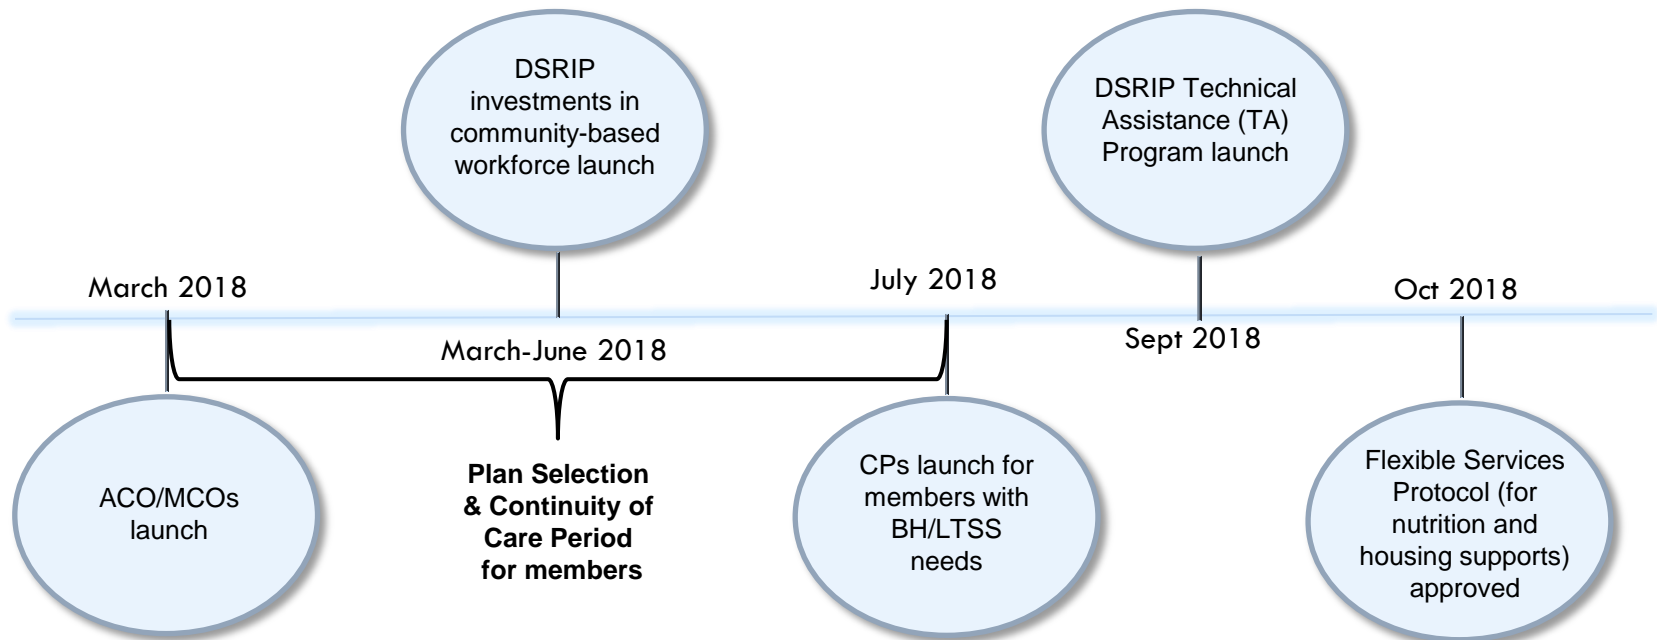 DSRIP
investments in
community-based
workforce launch
DSRIP Technical
Assistance (TA)
Program launch
March 2018
July 2018
Oct 2018
March-June 2018
Sept 2018
ACO/MCOs
launch
Plan Selection
& Continuity of
Care Period
for members
CPs launch for
members with
BH/LTSS
needs
Flexible Services
Protocol (for
nutrition and
housing supports)
approved